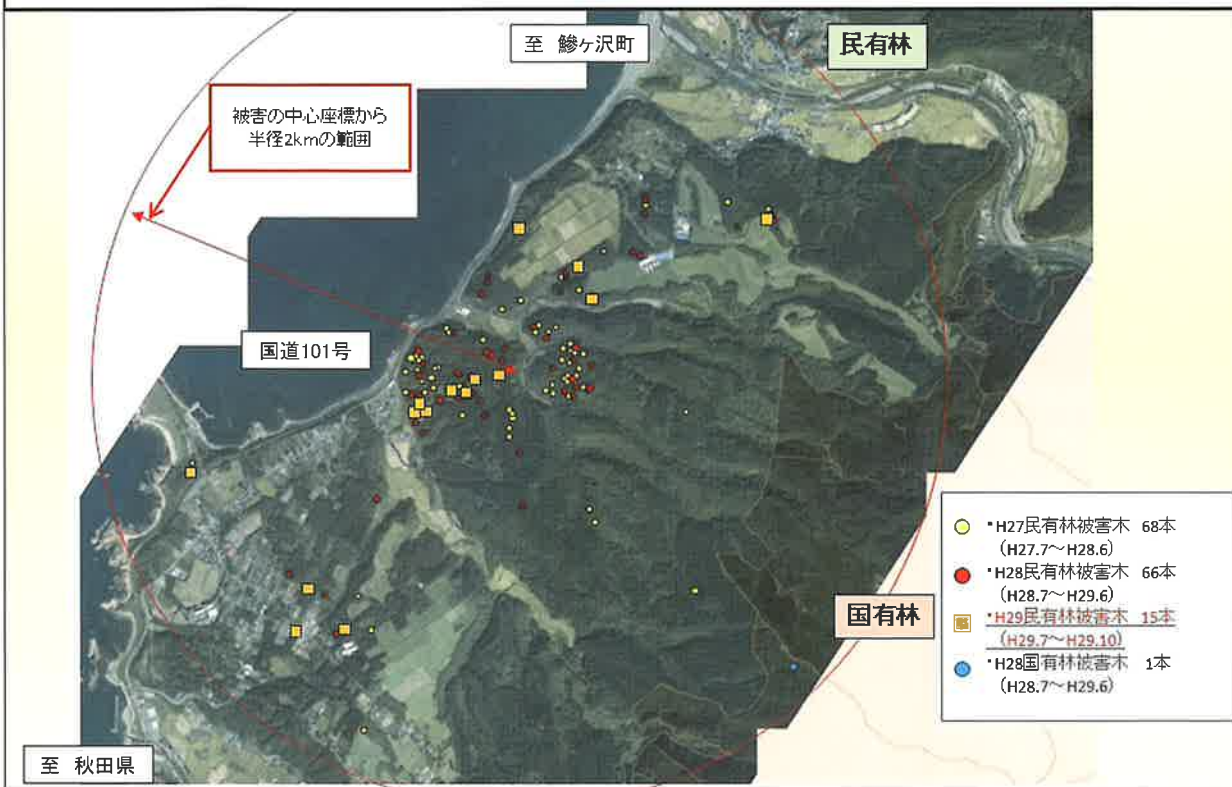 至 鰺ヶ沢町
民有林
被害の中心座標から
半径2kmの範囲
国道101号
・H27民有林被害木 68本
(H27.7～H28.6)
・H28民有林被害木 66本
(H28.7～H29.6)
・H29民有林被害木 15本
(H29.7～H29.10)
・H28国有林被害木 1本
(H28.7～H29.6)
国有林
至 秋田県